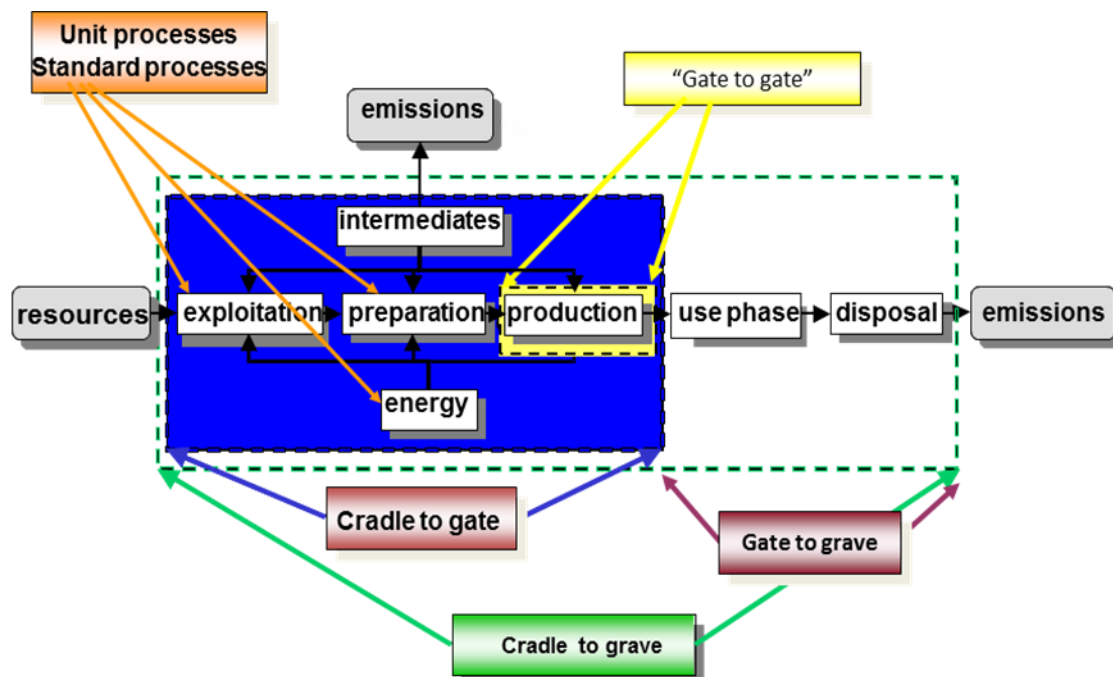 Unit processes
Standard processes
“Gate to gate”
emissions
intermediates
resources
exploitation
preparation
production
use phase
disposal
emissions
energy
Cradle to gate
Gate to grave
Cradle to grave